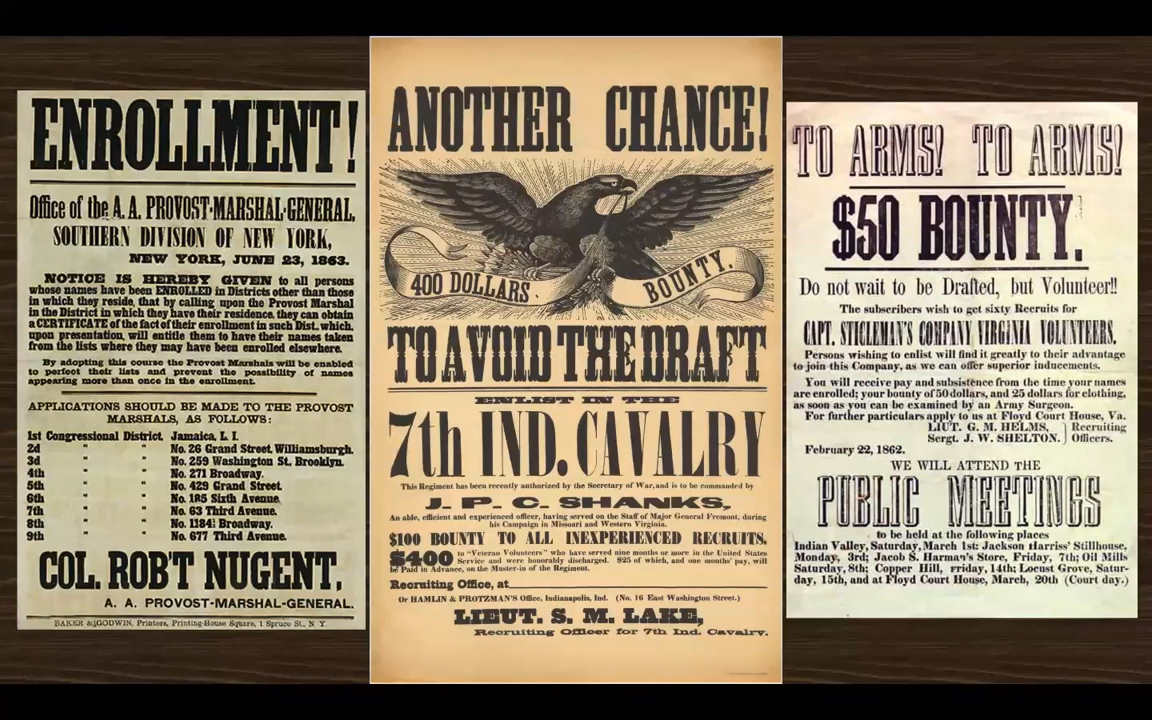 ENROLLMENT!
Office of the A. A. PROVOST-MARSHAL-GENERAL,
SOUTHERN DIVISION OF NEW YORK,
NEW YORK, JUNE 23, 1863.
NOTICE IS HEREBY GIVEN to all persons
whose names have been ENROLLED in Districts other than those
in which they reside, that by calling upon the Provost Marshal
in the District in which they have their residence, they can obtain
a CERTIFICATE of the fact of their enrollment in such Dist. which,
upon presentation, will entitle them to have their names taken
from the lists where they may have been enrolled elsewhere.
By adopting this course the Provost Marshals will be enabled
to perfect their lists and prevent the possibility of names
appearing more than once in the enrollment.
APPLICATIONS SHOULD BE MADE TO THE PROVOST
MARSHALS, AS FOLLOWS:
1st Congressional District, Jamaica, L. I.
2d " " No. 26 Grand Street, Williamsburgh.
3d " " No. 259 Washington St., Brooklyn.
4th " " No. 271 Broadway.
5th " " No. 429 Grand Street.
6th " " No. 185 Sixth Avenue.
7th " " No. 63 Third Avenue.
8th " " No. 1184½ Broadway.
9th " " No. 677 Third Avenue.
COL. ROB'T NUGENT,
A. A. PROVOST-MARSHAL-GENERAL.
BAKER & GODWIN, Printers, Printing-House Square, 1 Spruce St., N. Y.
ANOTHER CHANCE!
400 DOLLARS BOUNTY.
TO AVOID THE DRAFT
ENLIST IN THE
7th IND. CAVALRY
This Regiment has been recently authorized by the Secretary of War, and is to be commanded by
J. P. C. SHANKS,
An able, efficient and experienced officer, having served on the Staff of Major General Fremont, during
his Campaign in Missouri and Western Virginia.
$100 BOUNTY TO ALL INEXPERIENCED RECRUITS.
$400 to "Veteran Volunteers" who have served nine months or more in the United States
Service and were honorably discharged. $25 of which, and one months' pay, will
be Paid in Advance, on the Muster-in of the Regiment.
Recruiting Office, at
Or HAMLIN & PROTZMAN'S Office, Indianapolis, Ind. (No. 16 East Washington Street.)
LIEUT. S. M. LAKE,
Recruiting Officer for 7th Ind. Cavalry.
TO ARMS! TO ARMS!
$50 BOUNTY.
Do not wait to be Drafted, but Volunteer!!
The subscribers wish to get sixty Recruits for
CAPT. STIGLEMAN'S COMPANY VIRGINIA VOLUNTEERS.
Persons wishing to enlist will find it greatly to their advantage
to join this Company, as we can offer superior inducements.
You will receive pay and subsistence from the time your names
are enrolled; your bounty of 50 dollars, and 25 dollars for clothing,
as soon as you can be examined by an Army Surgeon.
For further particulars apply to us at Floyd Court House, Va.
LIUT. G. M. HELMS, Recruiting
Sergt. J. W. SHELTON. Officers.
February 22, 1862.
WE WILL ATTEND THE
PUBLIC MEETINGS
to be held at the following places
Indian Valley, Saturday, March 1st: Jackson Harriss' Stillhouse,
Monday, 3rd; Jacob S. Harman's Store, Friday, 7th; Oil Mills
Saturday, 8th; Copper Hill, Friday, 14th; Locust Grove, Satur-
day, 15th, and at Floyd Court House, March, 20th (Court day.)